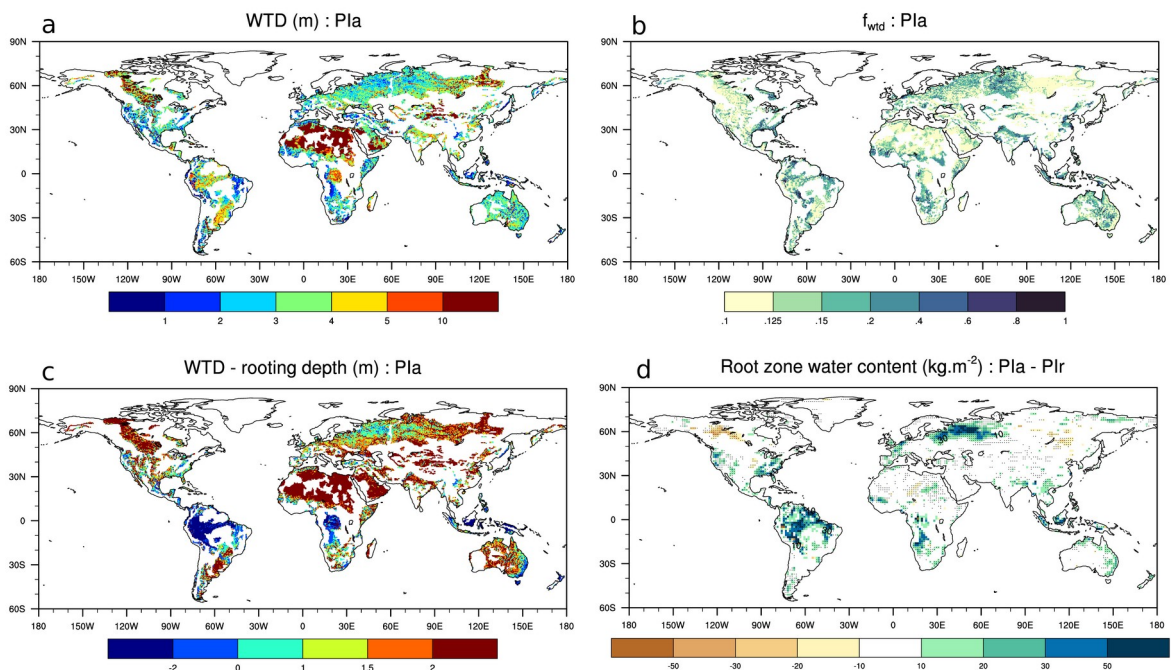 a WTD (m) : PIa
90N
60N
30N
0
30S
60S
180 150W 120W 90W 60W 30W 0 30E 60E 90E 120E 150E 180
1 2 3 4 5 10
b f wtd : PIa
90N
60N
30N
0
30S
60S
180 150W 120W 90W 60W 30W 0 30E 60E 90E 120E 150E 180
.1 .125 .15 .2 .4 .6 .8 1
c WTD - rooting depth (m) : PIa
90N
60N
30N
0
30S
60S
180 150W 120W 90W 60W 30W 0 30E 60E 90E 120E 150E 180
-2 0 1 1.5 2
d Root zone water content (kg.m-2) : PIa - PIr
90N
60N
30N
0
30S
60S
180 150W 120W 90W 60W 30W 0 30E 60E 90E 120E 150E 180
-50 -30 -20 -10 10 20 30 50